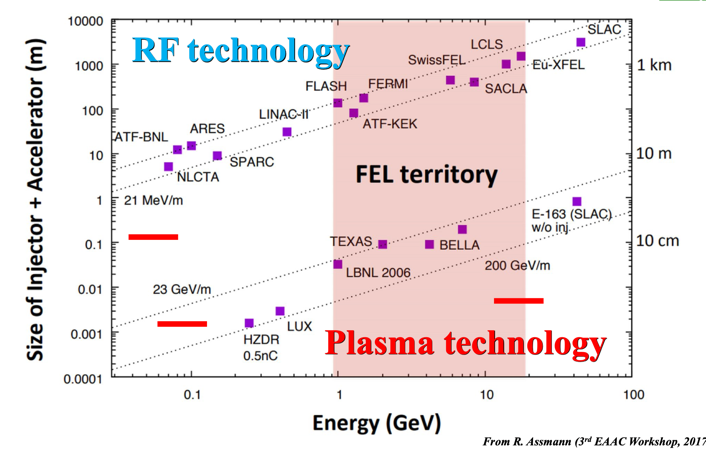 10000
1000
100
10
1
0.1
0.01
0.001
0.0001
Size of Injector + Accelerator (m)
RF technology
SLAC
LCLS
SwissFEL
Eu-XFEL
1 km
FLASH
FERMI
SACLA
LINAC-II
ATF-KEK
ATF-BNL
ARES
SPARC
NLCTA
10 m
FEL territory
21 MeV/m
E-163 (SLAC)
w/o inj.
TEXAS
BELLA
10 cm
LBNL 2006
200 GeV/m
23 GeV/m
LUX
HZDR
0.5nC
Plasma technology
0.1
1
10
100
Energy (GeV)
From R. Assmann (3rd EAAC Workshop, 2017